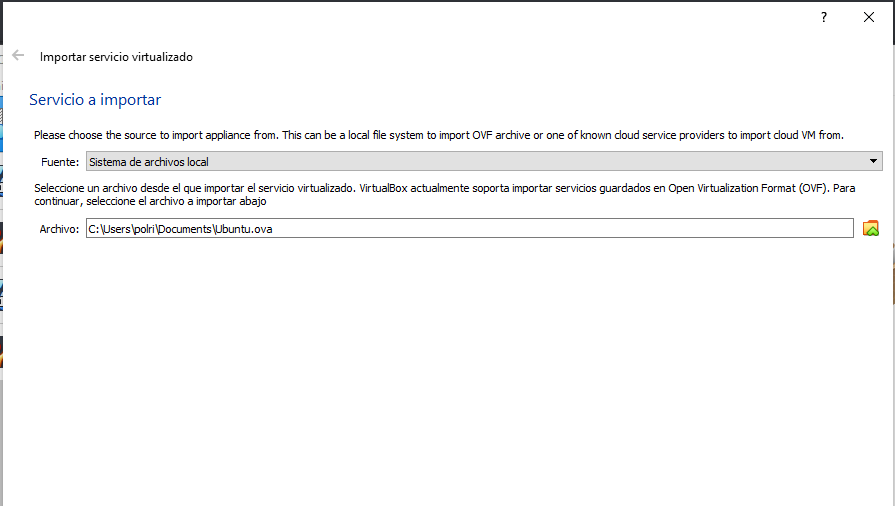 ?
Importar servicio virtualizado
Servicio a importar
Please choose the source to import appliance from. This can be a local file system to import OVF archive or one of known cloud service providers to import cloud VM from.
Fuente: Sistema de archivos local
Seleccione un archivo desde el que importar el servicio virtualizado. VirtualBox actualmente soporta importar servicios guardados en Open Virtualization Format (OVF). Para
continuar, seleccione el archivo a importar abajo
Archivo: C:\Users\polri\Documents\Ubuntu.ova